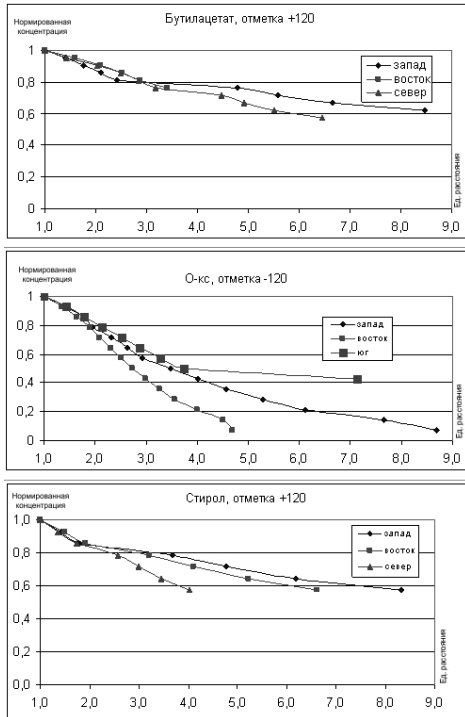 Нормированная
концентрация
Бутилацетат, отметка +120
1
0,8
0,6
0,4
0,2
0
1,0 2,0 3,0 4,0 5,0 6,0 7,0 8,0 9,0
запад
восток
север
Ед. расстояния
Нормированная
концентрация
О-кс, отметка -120
1
0,8
0,6
0,4
0,2
0
1,0 2,0 3,0 4,0 5,0 6,0 7,0 8,0 9,0
запад
восток
юг
Ед. расстояния
Нормированная
концентрация
Стирол, отметка +120
1,0
0,8
0,6
0,4
0,2
0,0
1,0 2,0 3,0 4,0 5,0 6,0 7,0 8,0 9,0
запад
восток
север
Ед. расстояния